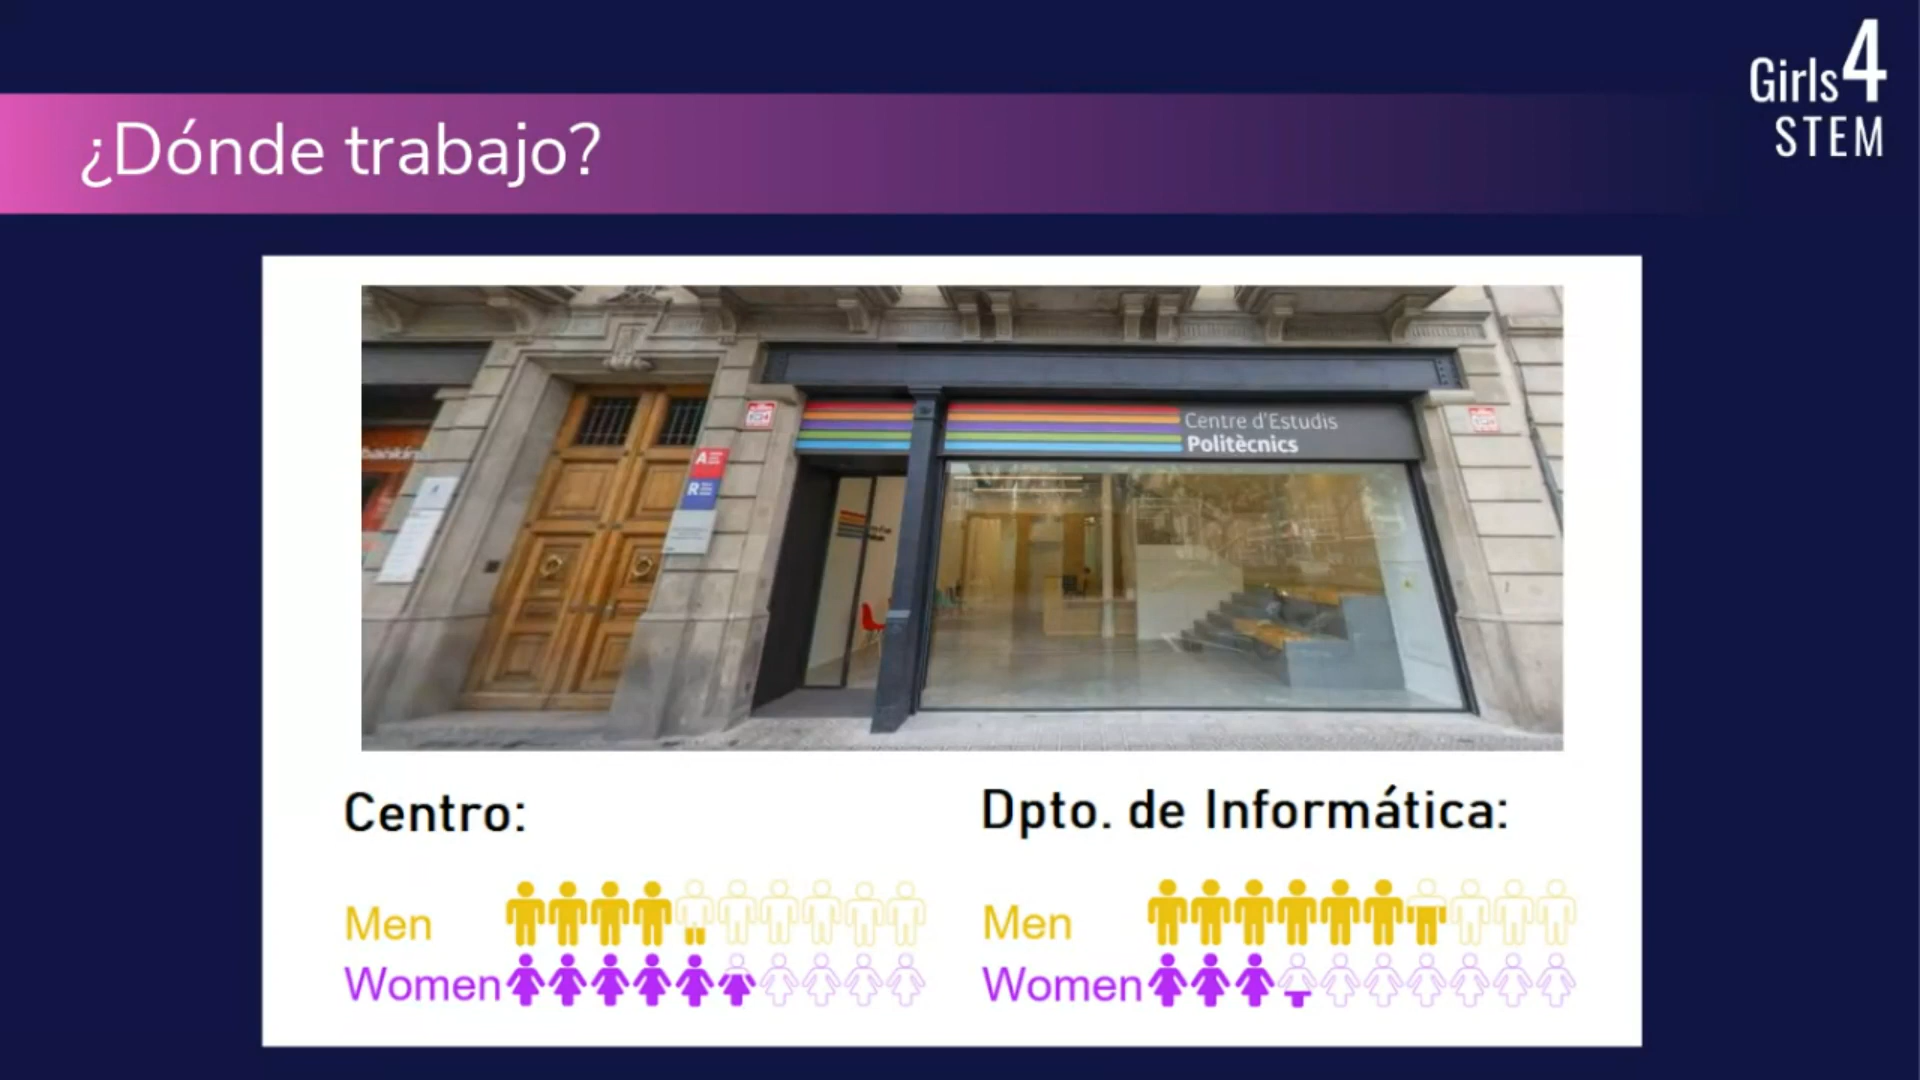 Girls4
STEM
¿Dónde trabajo?
Centre d'Estudis
Politècnics
A
R
Centro:
Men
Women
Dpto. de Informática:
Men
Women